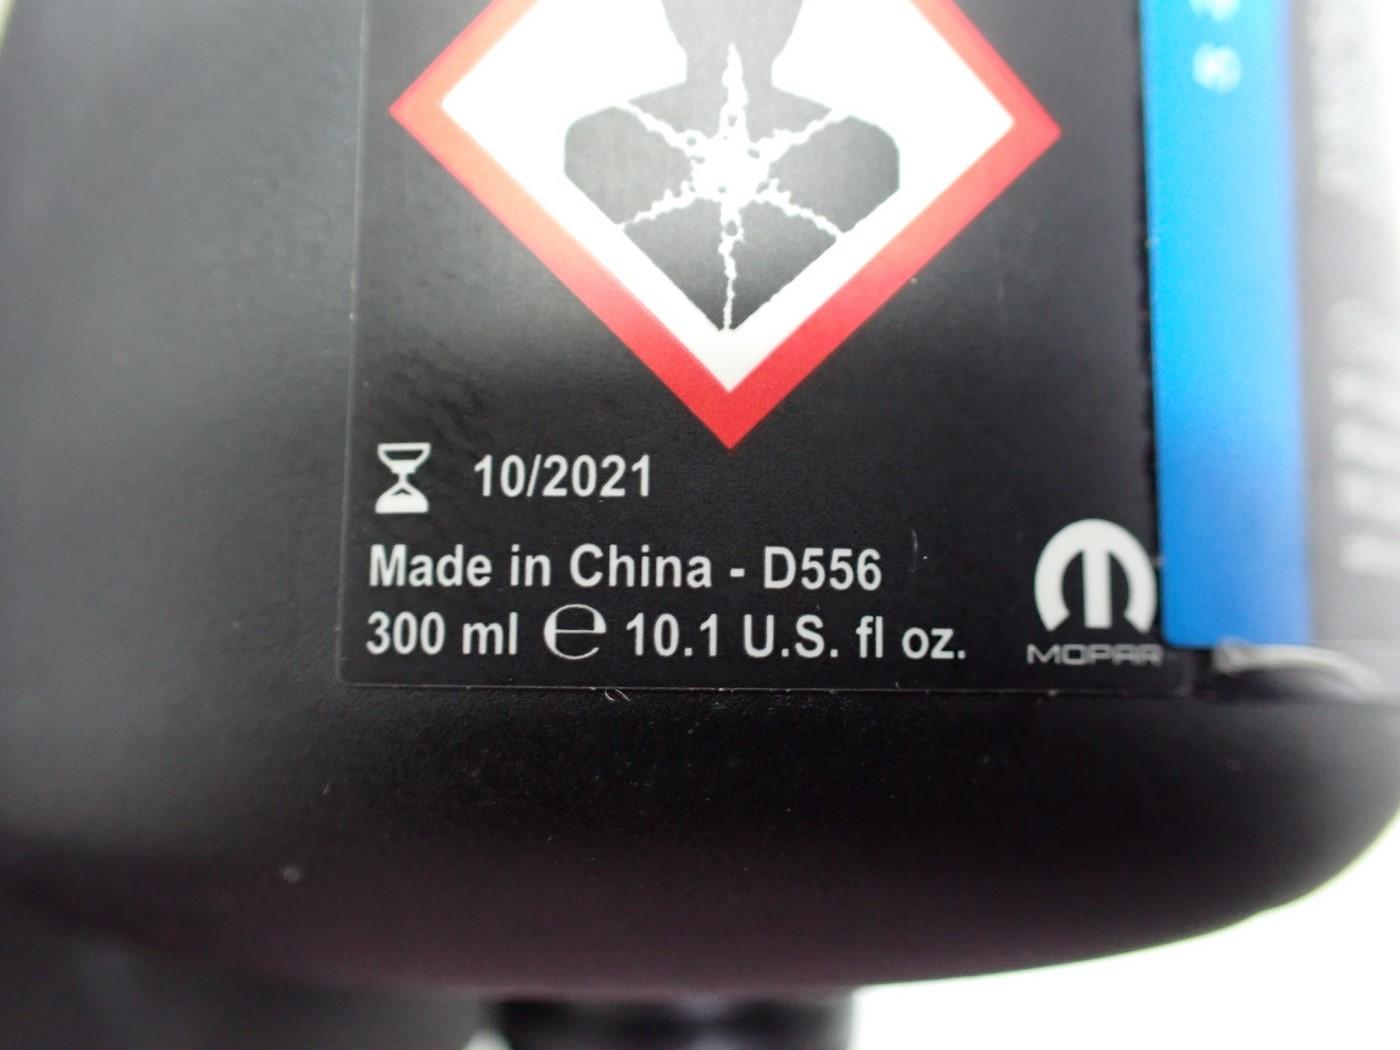 10/2021
Made in China - D556
300 ml ℮ 10.1 U.S. fl oz.
MOPAR